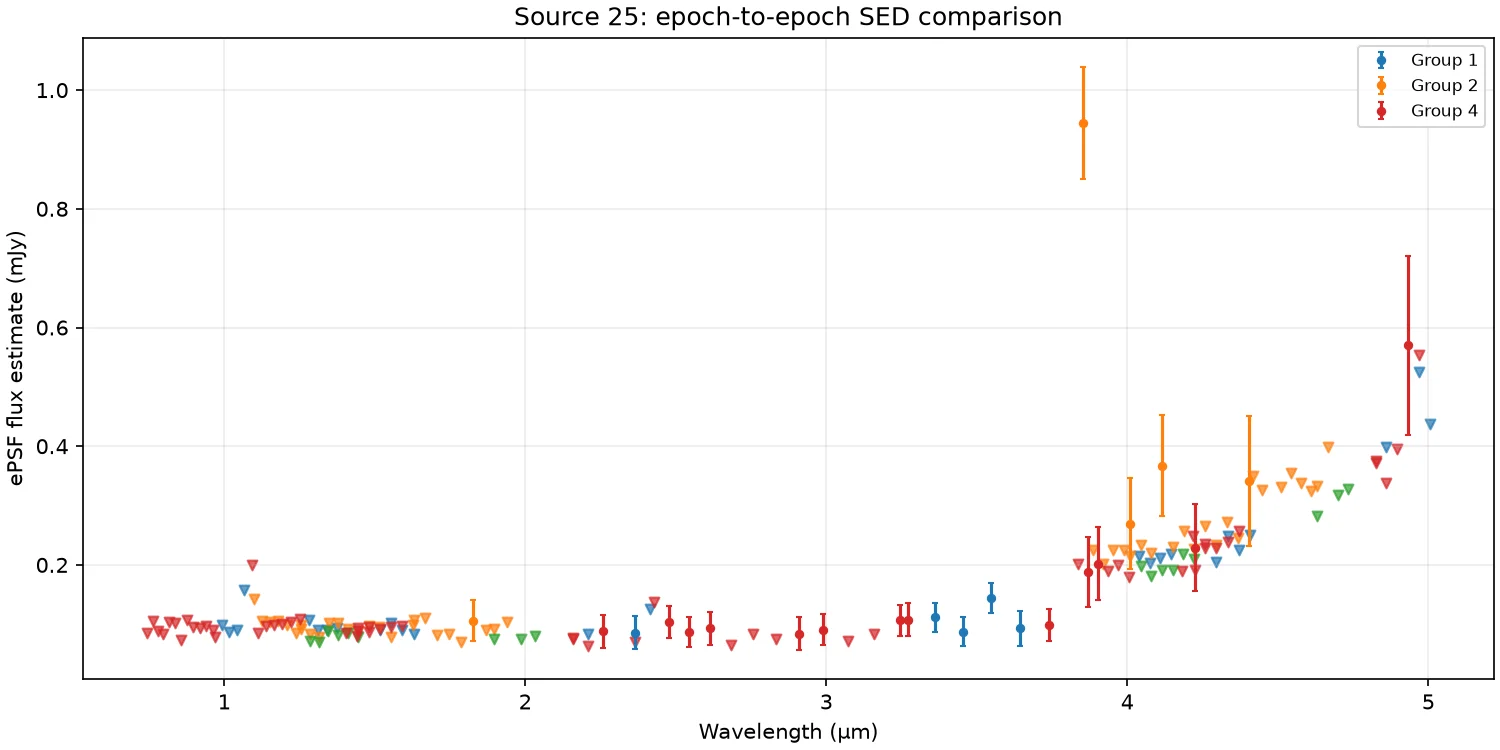 Source 25: epoch-to-epoch SED comparison
ePSF flux estimate (mJy)
1.0
0.8
0.6
0.4
0.2
Group 1
Group 2
Group 4
1 2 3 4 5
Wavelength (μm)